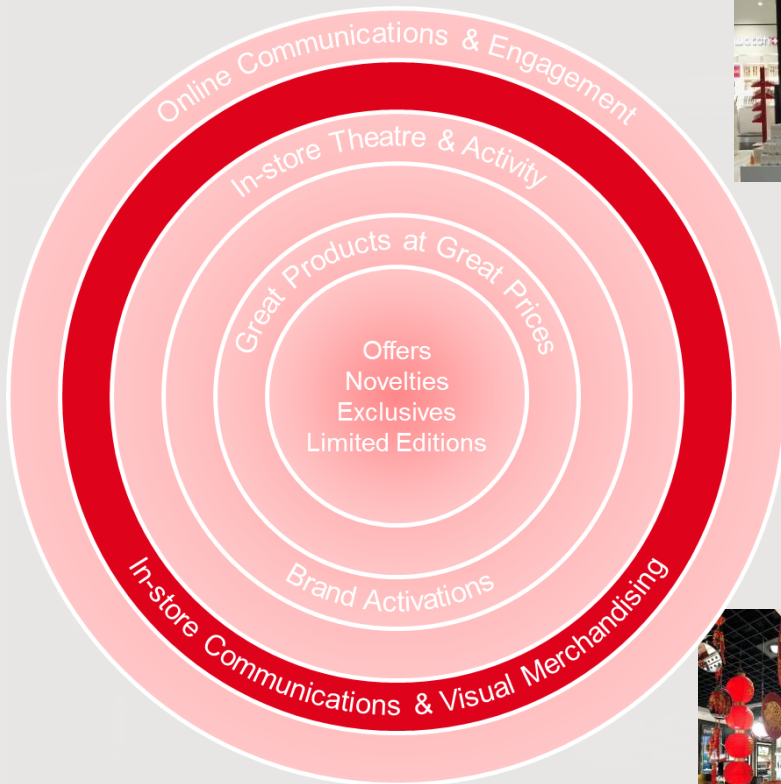 Online Communications & Engagement
In-store Theatre & Activity
Great Products at Great Prices
Offers
Novelties
Exclusives
Limited Editions
Brand Activations
In-store Communications & Visual Merchandising